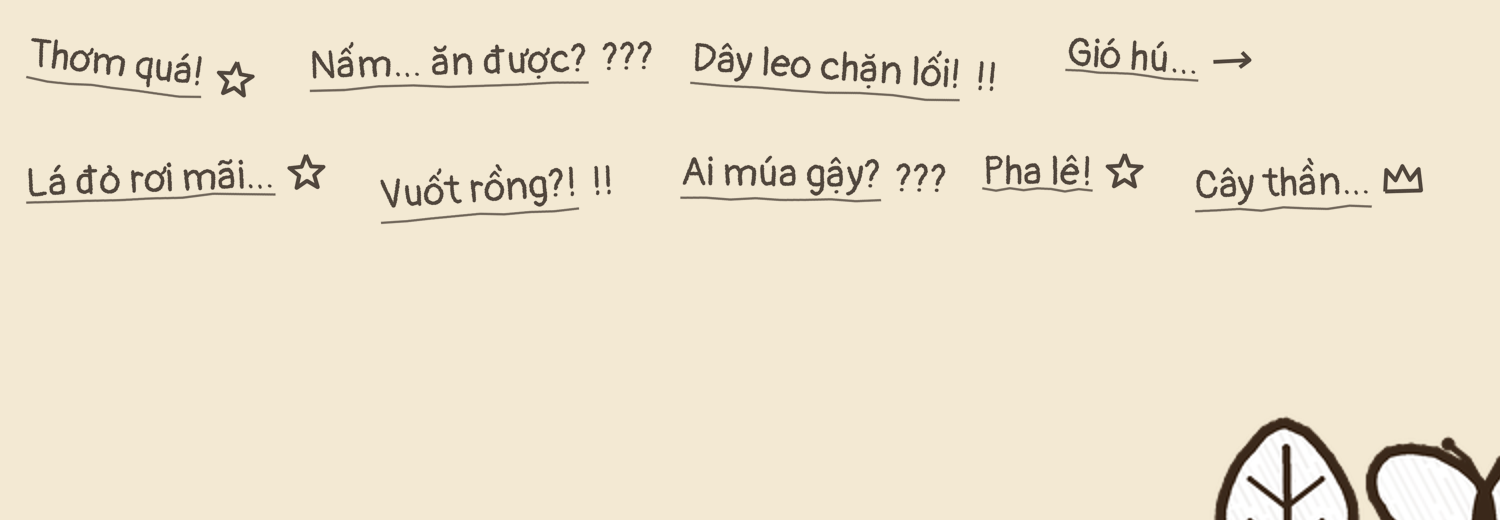 Thơm quá! Nấm... ăn được? ??? Dây leo chặn lối! !! Gió hú... →
Lá đỏ rơi mãi... Vuốt rồng?! !! Ai múa gậy? ??? Pha lê! Cây thần...